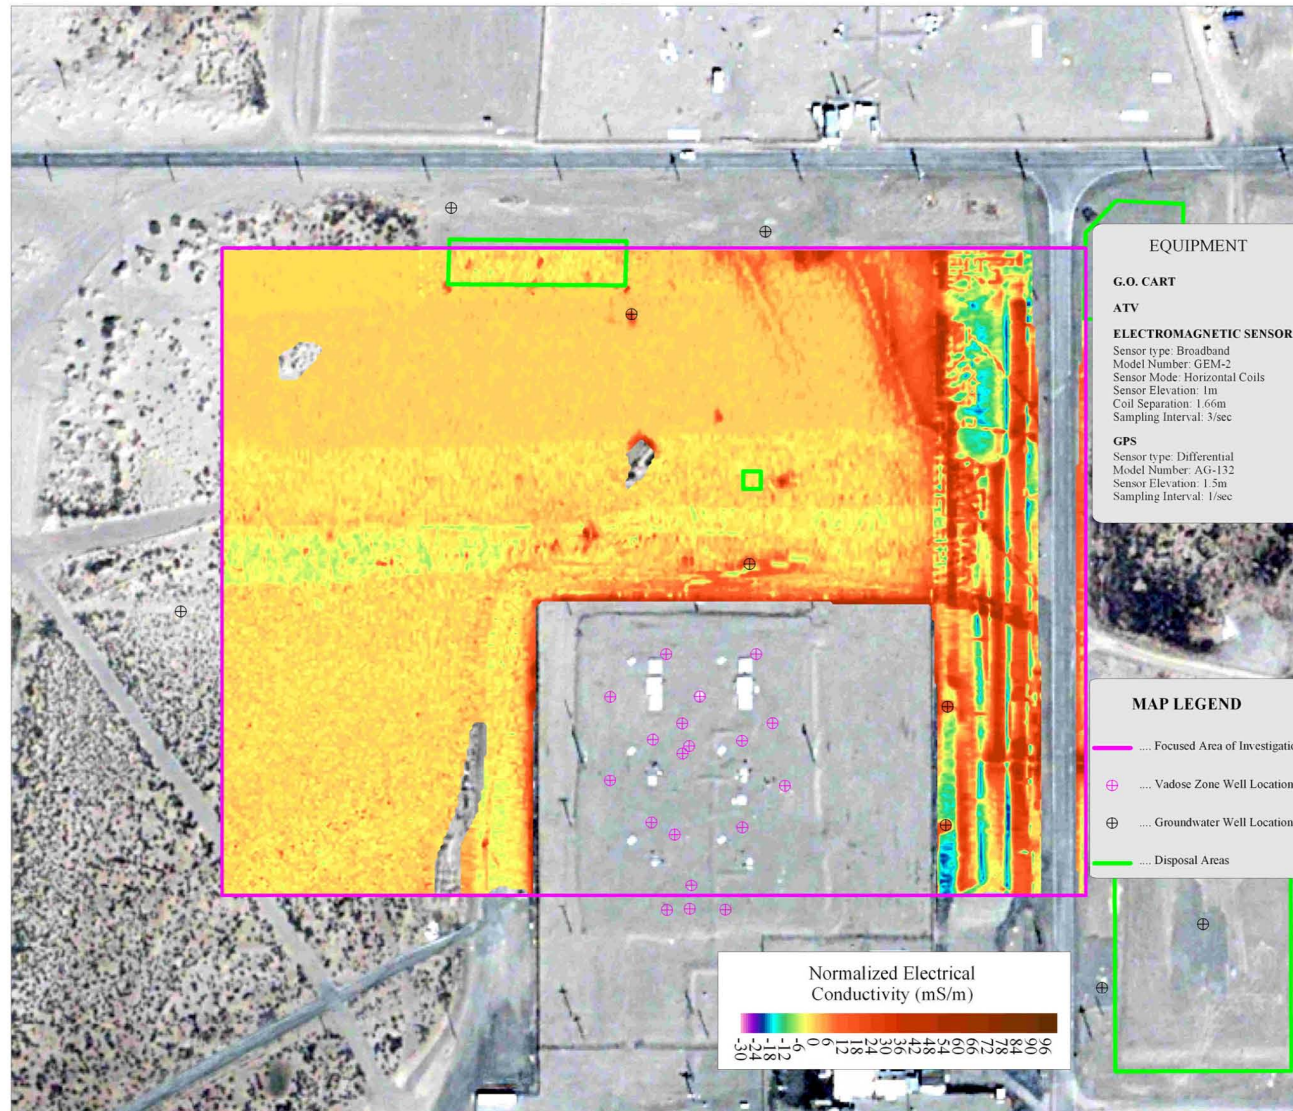 EQUIPMENT
G.O. CART
ATV
ELECTROMAGNETIC SENSOR
Sensor type: Broadband
Model Number: GEM-2
Sensor Mode: Horizontal Coils
Sensor Elevation: 1m
Coil Separation: 1.66m
Sampling Interval: 3/sec
GPS
Sensor type: Differential
Model Number: AG-132
Sensor Elevation: 1.5m
Sampling Interval: 1/sec
MAP LEGEND
.... Focused Area of Investigatio
.... Vadose Zone Well Location
.... Groundwater Well Location
.... Disposal Areas
Normalized Electrical
Conductivity (mS/m)
-30 -24 -18 -12 -6 0 6 12 18 24 30 36 42 48 54 60 66 72 78 84 90 96